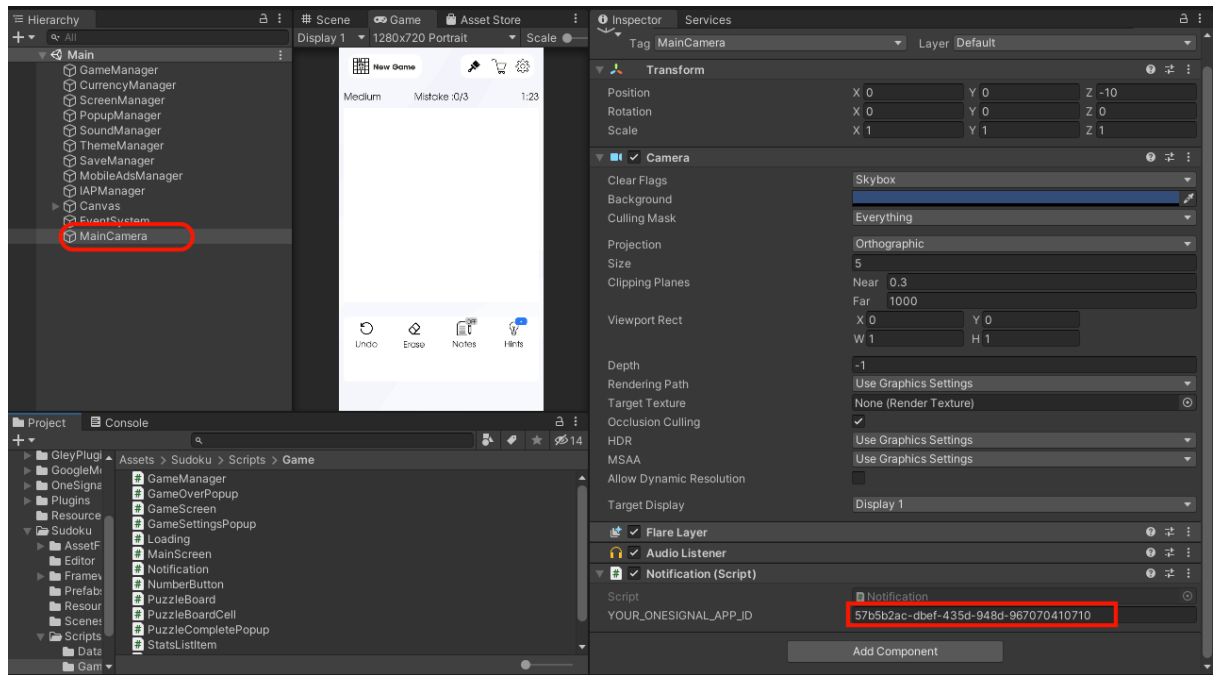 Hierarchy
All
Main
GameManager
CurrencyManager
ScreenManager
PopupManager
SoundManager
ThemeManager
SaveManager
MobileAdsManager
IAPManager
Canvas
EventSystem
MainCamera
Scene Game Asset Store
Display 1 1280x720 Portrait Scale
New Game
Medium Mistake :0/3 1:23
OFF
Undo Erase Notes Hints
Inspector Services
Tag MainCamera Layer Default
Transform
Position X 0 Y 0 Z -10
Rotation X 0 Y 0 Z 0
Scale X 1 Y 1 Z 1
Camera
Clear Flags Skybox
Background
Culling Mask Everything
Projection Orthographic
Size 5
Clipping Planes Near 0.3
Far 1000
Viewport Rect X 0 Y 0
W 1 H 1
Depth -1
Rendering Path Use Graphics Settings
Target Texture None (Render Texture)
Occlusion Culling
HDR Use Graphics Settings
MSAA Use Graphics Settings
Allow Dynamic Resolution
Target Display Display 1
Flare Layer
Audio Listener
# Notification (Script)
Script Notification
YOUR_ONESIGNAL_APP_ID 57b5b2ac-dbef-435d-948d-967070410710
Add Component
Project Console
14
GleyPlugi
GoogleM
OneSigna
Plugins
Resource
Sudoku
AssetF
Editor
Framew
Prefab
Resour
Scenes
Scripts
Data
Gam
Assets > Sudoku > Scripts > Game
# GameManager
# GameOverPopup
# GameScreen
# GameSettingsPopup
# Loading
# MainScreen
# Notification
# NumberButton
# PuzzleBoard
# PuzzleBoardCell
# PuzzleCompletePopup
# StatsListItem